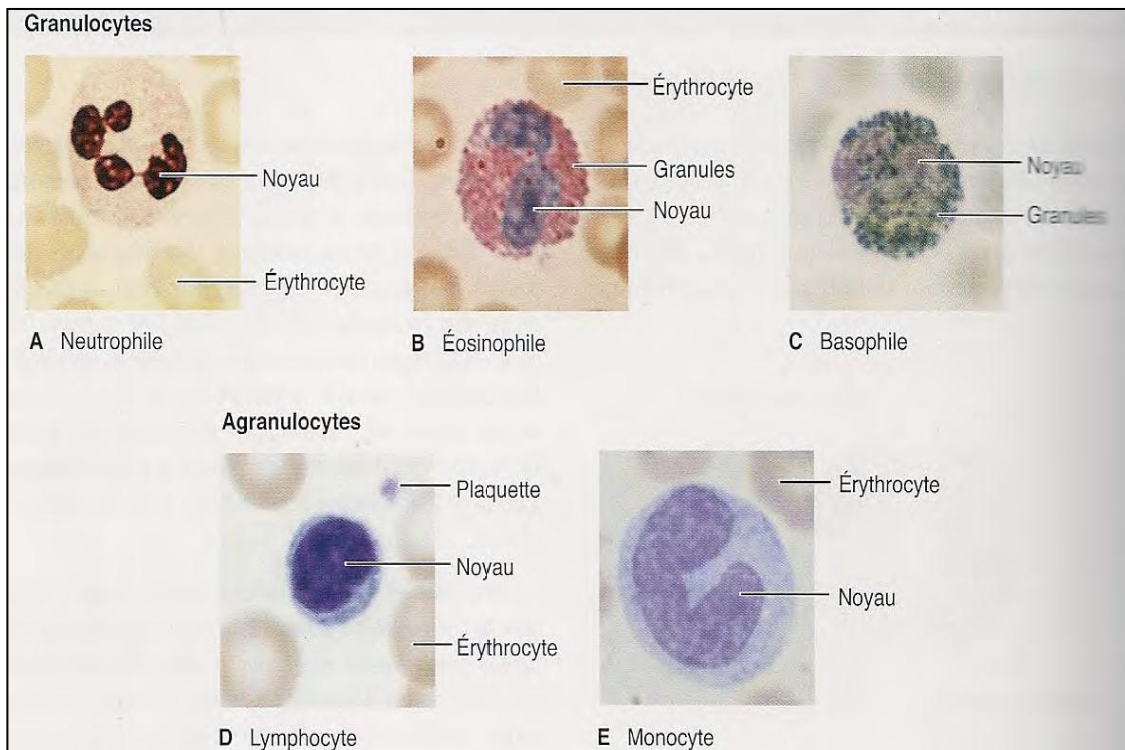 Granulocytes
Noyau
Érythrocyte
A Neutrophile
Érythrocyte
Granules
Noyau
B Éosinophile
Noyau
Granules
C Basophile
Agranulocytes
Plaquette
Noyau
Érythrocyte
D Lymphocyte
Érythrocyte
Noyau
E Monocyte